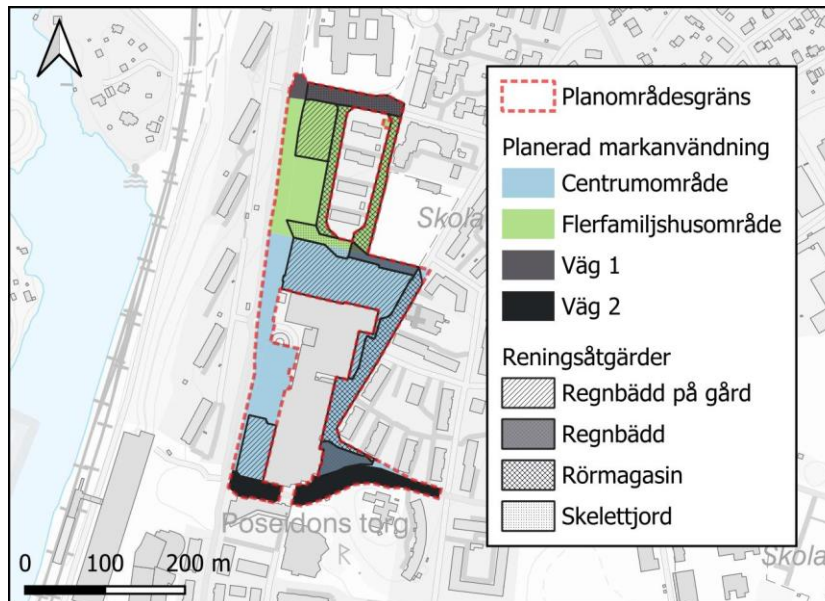 Planområdesgräns
Planerad markanvändning
Centrumområde
Flerfamiljshusområde
Väg 1
Väg 2
Reningsåtgärder
Regnbädd på gård
Regnbädd
Rörmagasin
Skelettjord
Skola
Poseidons torg
R
Skola
0 100 200 m